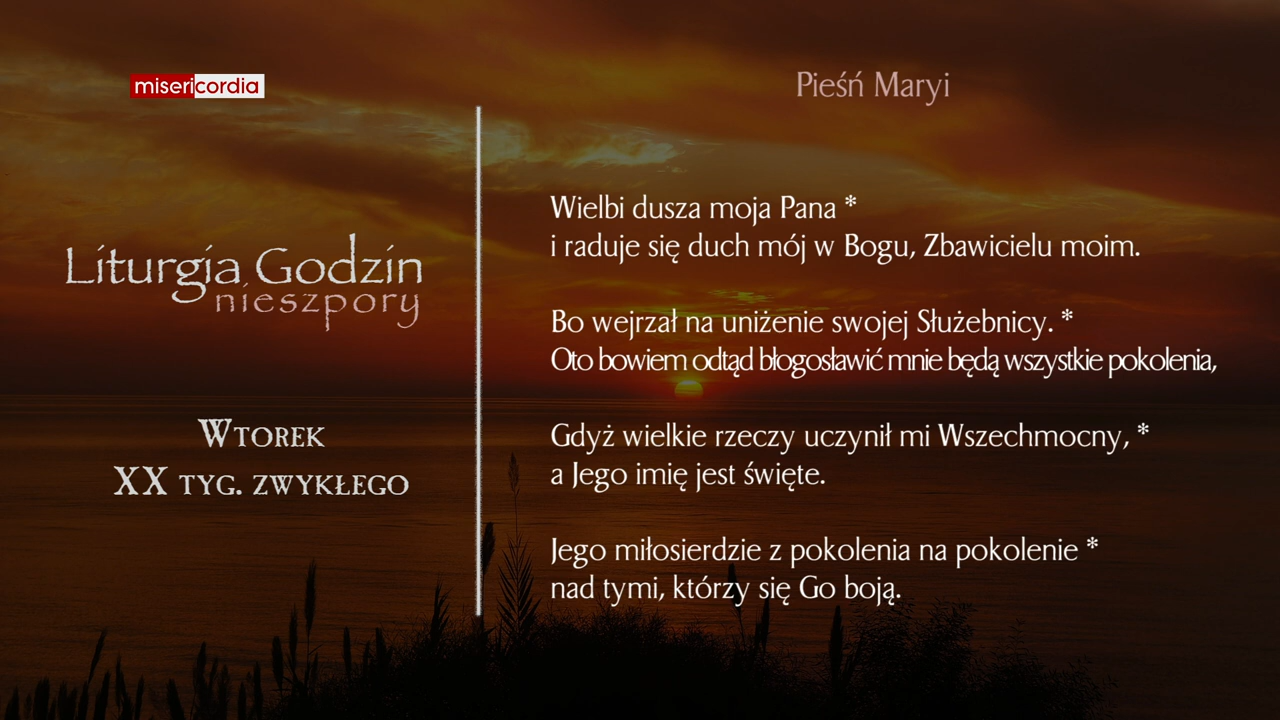 misericordia
Liturgia Godzin
nieszpory
Wtorek
XX tyg. zwykłego
Pieśń Maryi
Wielbi dusza moja Pana *
i raduje się duch mój w Bogu, Zbawicielu moim.
Bo wejrzał na uniżenie swojej Służebnicy. *
Oto bowiem odtąd błogosławić mnie będą wszystkie pokolenia,
Gdyż wielkie rzeczy uczynił mi Wszechmocny, *
a Jego imię jest święte.
Jego miłosierdzie z pokolenia na pokolenie *
nad tymi, którzy się Go boją.